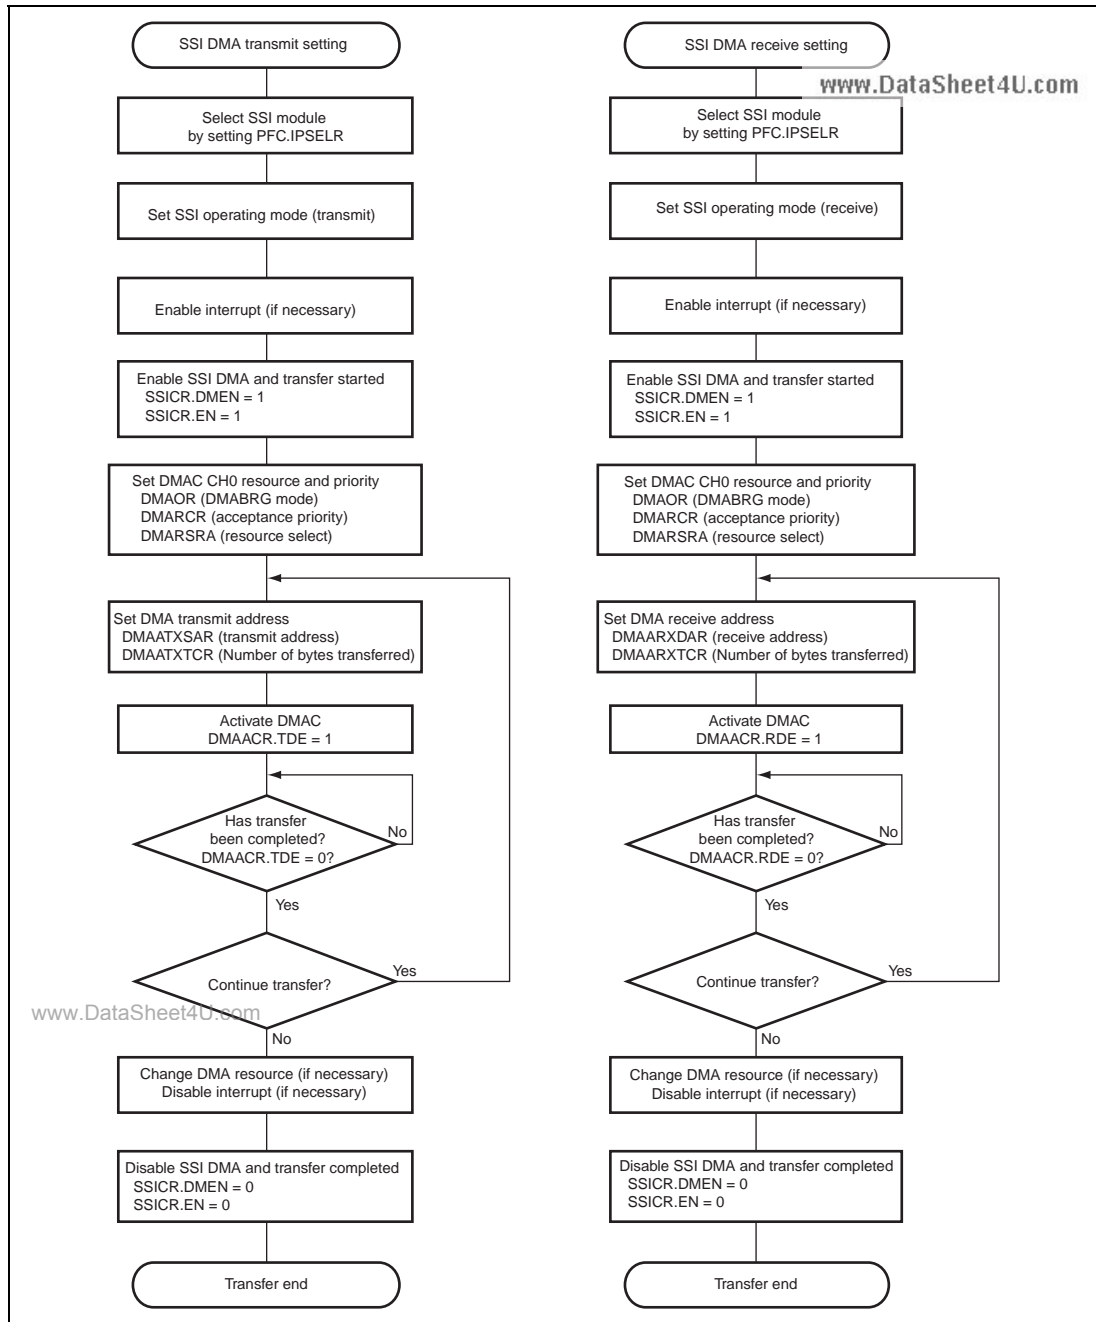 SSI DMA transmit setting
Select SSI module
by setting PFC.IPSELR
Set SSI operating mode (transmit)
Enable interrupt (if necessary)
Enable SSI DMA and transfer started
SSICR.DMEN = 1
SSICR.EN = 1
Set DMAC CH0 resource and priority
DMAOR (DMABRG mode)
DMARCR (acceptance priority)
DMARSRA (resource select)
Set DMA transmit address
DMAATXSAR (transmit address)
DMAATXTCR (Number of bytes transferred)
Activate DMAC
DMAACR.TDE = 1
Has transfer
been completed?
DMAACR.TDE = 0?
No
Yes
Continue transfer?
Yes
www.DataSheet4U.com
No
Change DMA resource (if necessary)
Disable interrupt (if necessary)
Disable SSI DMA and transfer completed
SSICR.DMEN = 0
SSICR.EN = 0
Transfer end
SSI DMA receive setting
www.DataSheet4U.com
Select SSI module
by setting PFC.IPSELR
Set SSI operating mode (receive)
Enable interrupt (if necessary)
Enable SSI DMA and transfer started
SSICR.DMEN = 1
SSICR.EN = 1
Set DMAC CH0 resource and priority
DMAOR (DMABRG mode)
DMARCR (acceptance priority)
DMARSRA (resource select)
Set DMA receive address
DMAARXDAR (receive address)
DMAARXTCR (Number of bytes transferred)
Activate DMAC
DMAACR.RDE = 1
Has transfer
been completed?
DMAACR.RDE = 0?
No
Yes
Continue transfer?
Yes
No
Change DMA resource (if necessary)
Disable interrupt (if necessary)
Disable SSI DMA and transfer completed
SSICR.DMEN = 0
SSICR.EN = 0
Transfer end